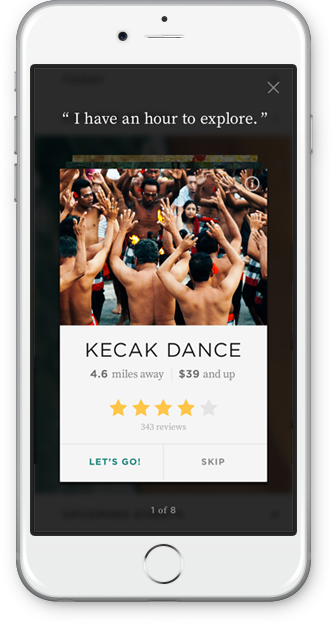 “ I have an hour to explore. ”
KECAK DANCE
4.6 miles away $39 and up
343 reviews
LET'S GO! SKIP
1 of 8